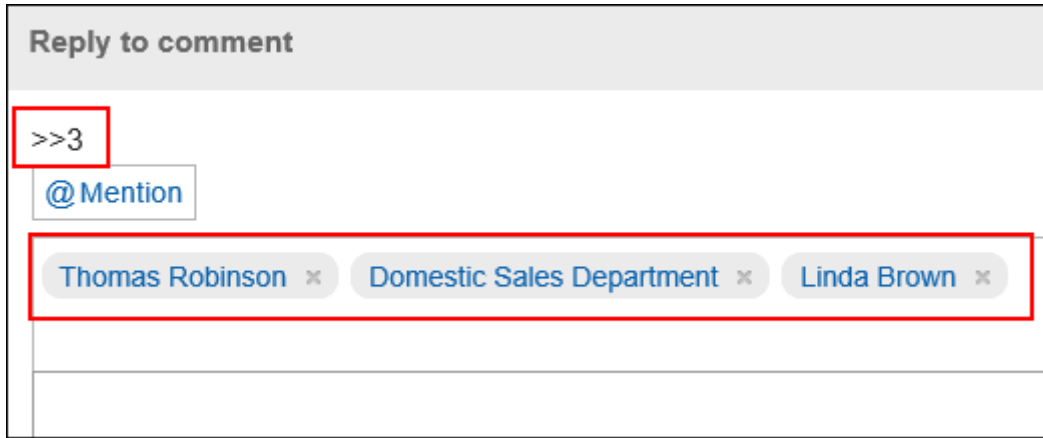 Reply to comment
>>3
@Mention
Thomas Robinson × Domestic Sales Department × Linda Brown ×